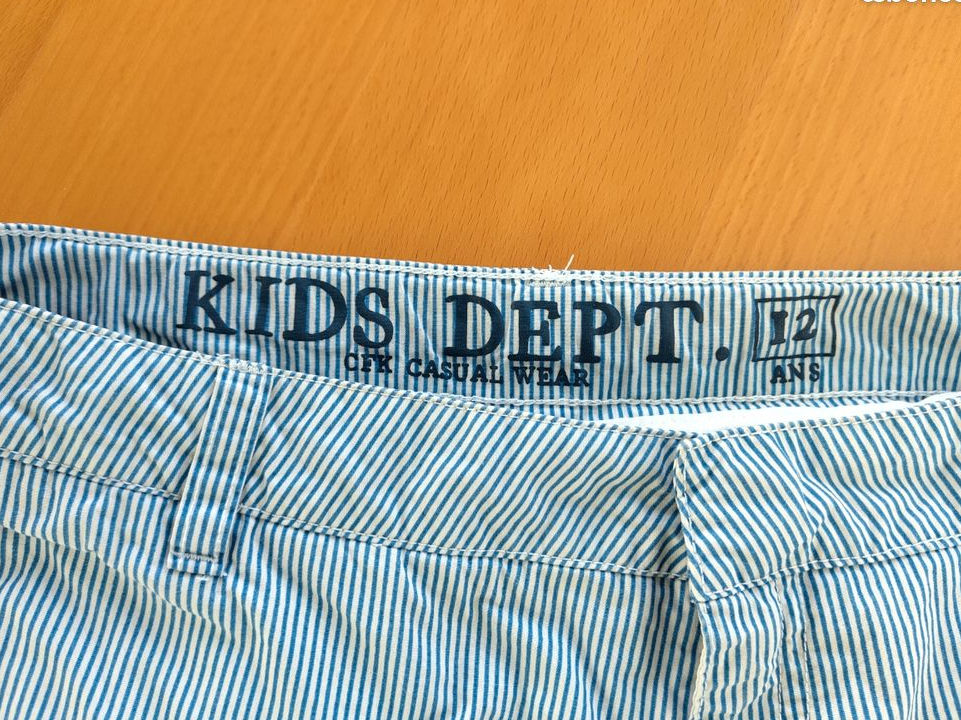 KIDS DEPT. 12
CFK CASUAL WEAR ANS